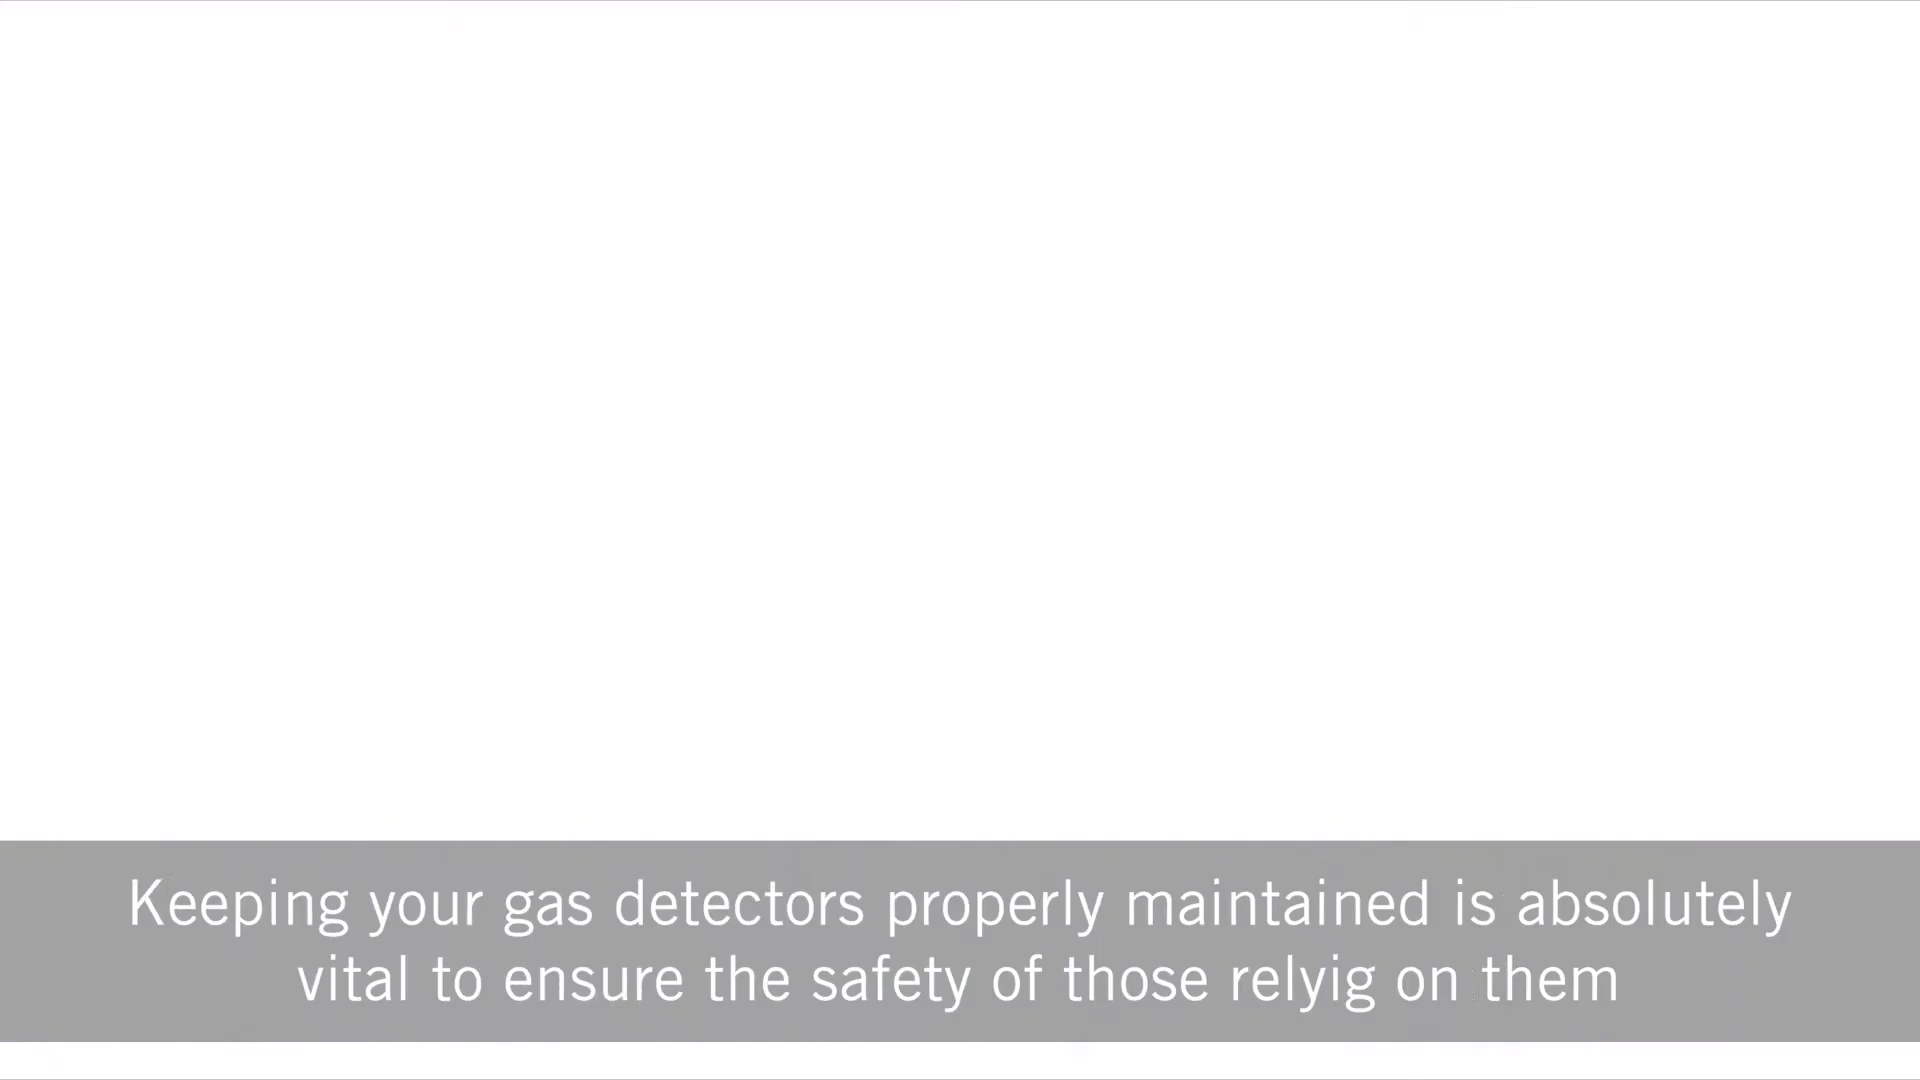 Keeping your gas detectors properly maintained is absolutely
vital to ensure the safety of those relyig on them